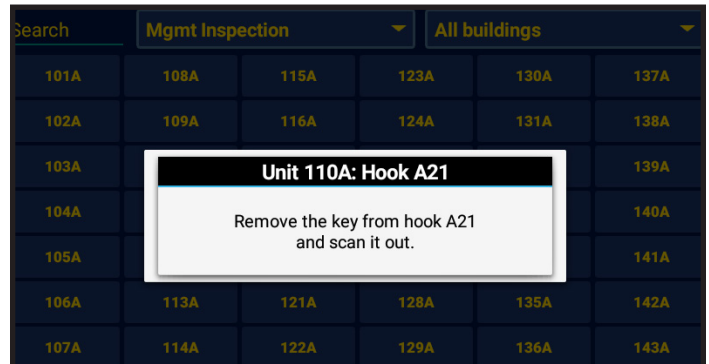 Search Mgmt Inspection All buildings
101A 108A 115A 123A 130A 137A
102A 109A 116A 124A 131A 138A
103A 139A
Unit 110A: Hook A21
104A 140A
Remove the key from hook A21
and scan it out.
105A 141A
106A 113A 121A 128A 135A 142A
107A 114A 122A 129A 136A 143A